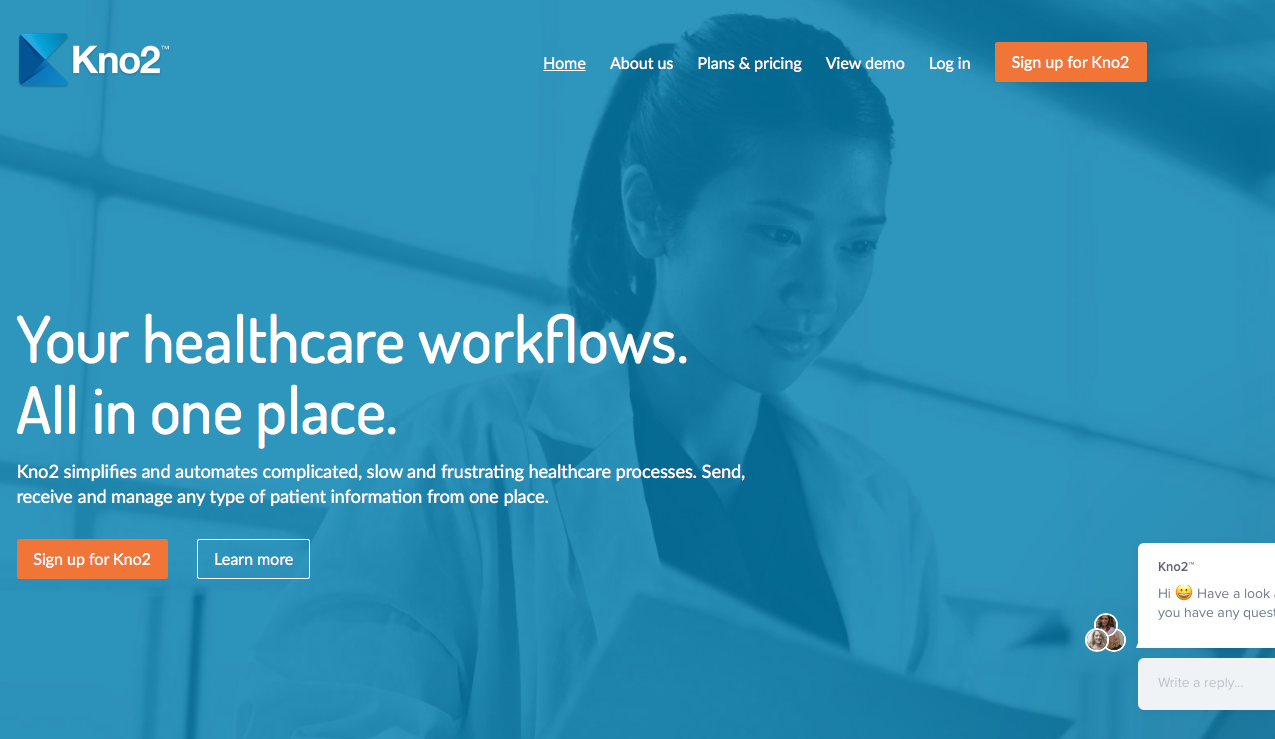 Kno2™
Home About us Plans & pricing View demo Log in Sign up for Kno2
Your healthcare workflows.
All in one place.
Kno2 simplifies and automates complicated, slow and frustrating healthcare processes. Send,
receive and manage any type of patient information from one place.
Sign up for Kno2 Learn more
Kno2™
Hi 😀 Have a look
you have any
Write a reply...